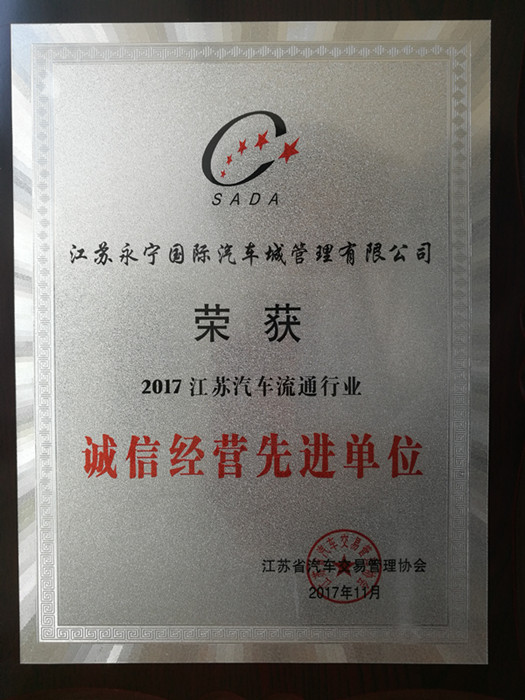 SADA
江苏永宁国际汽车城管理有限公司
荣获
2017 江苏汽车流通行业
诚信经营先进单位
江苏省汽车交易管理协会
2017年11月